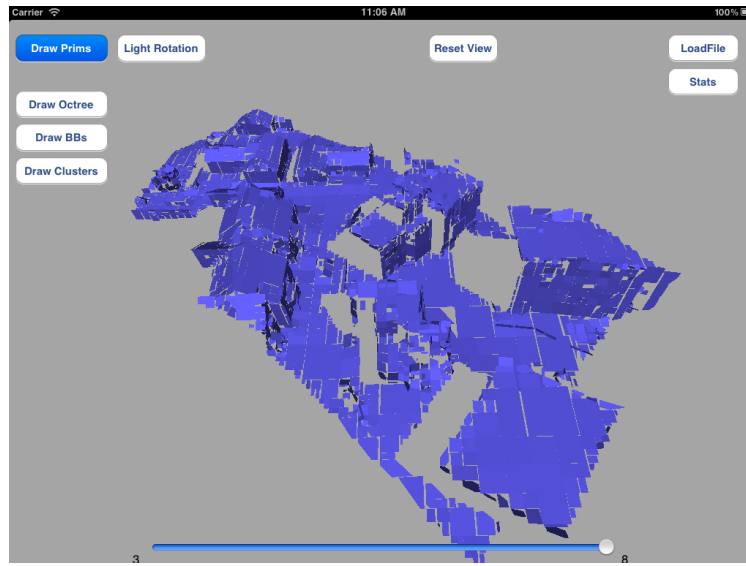 Carrier 11:06 AM 100%
Draw Prims Light Rotation Reset View LoadFile
Stats
Draw Octree
Draw BBs
Draw Clusters
3 8